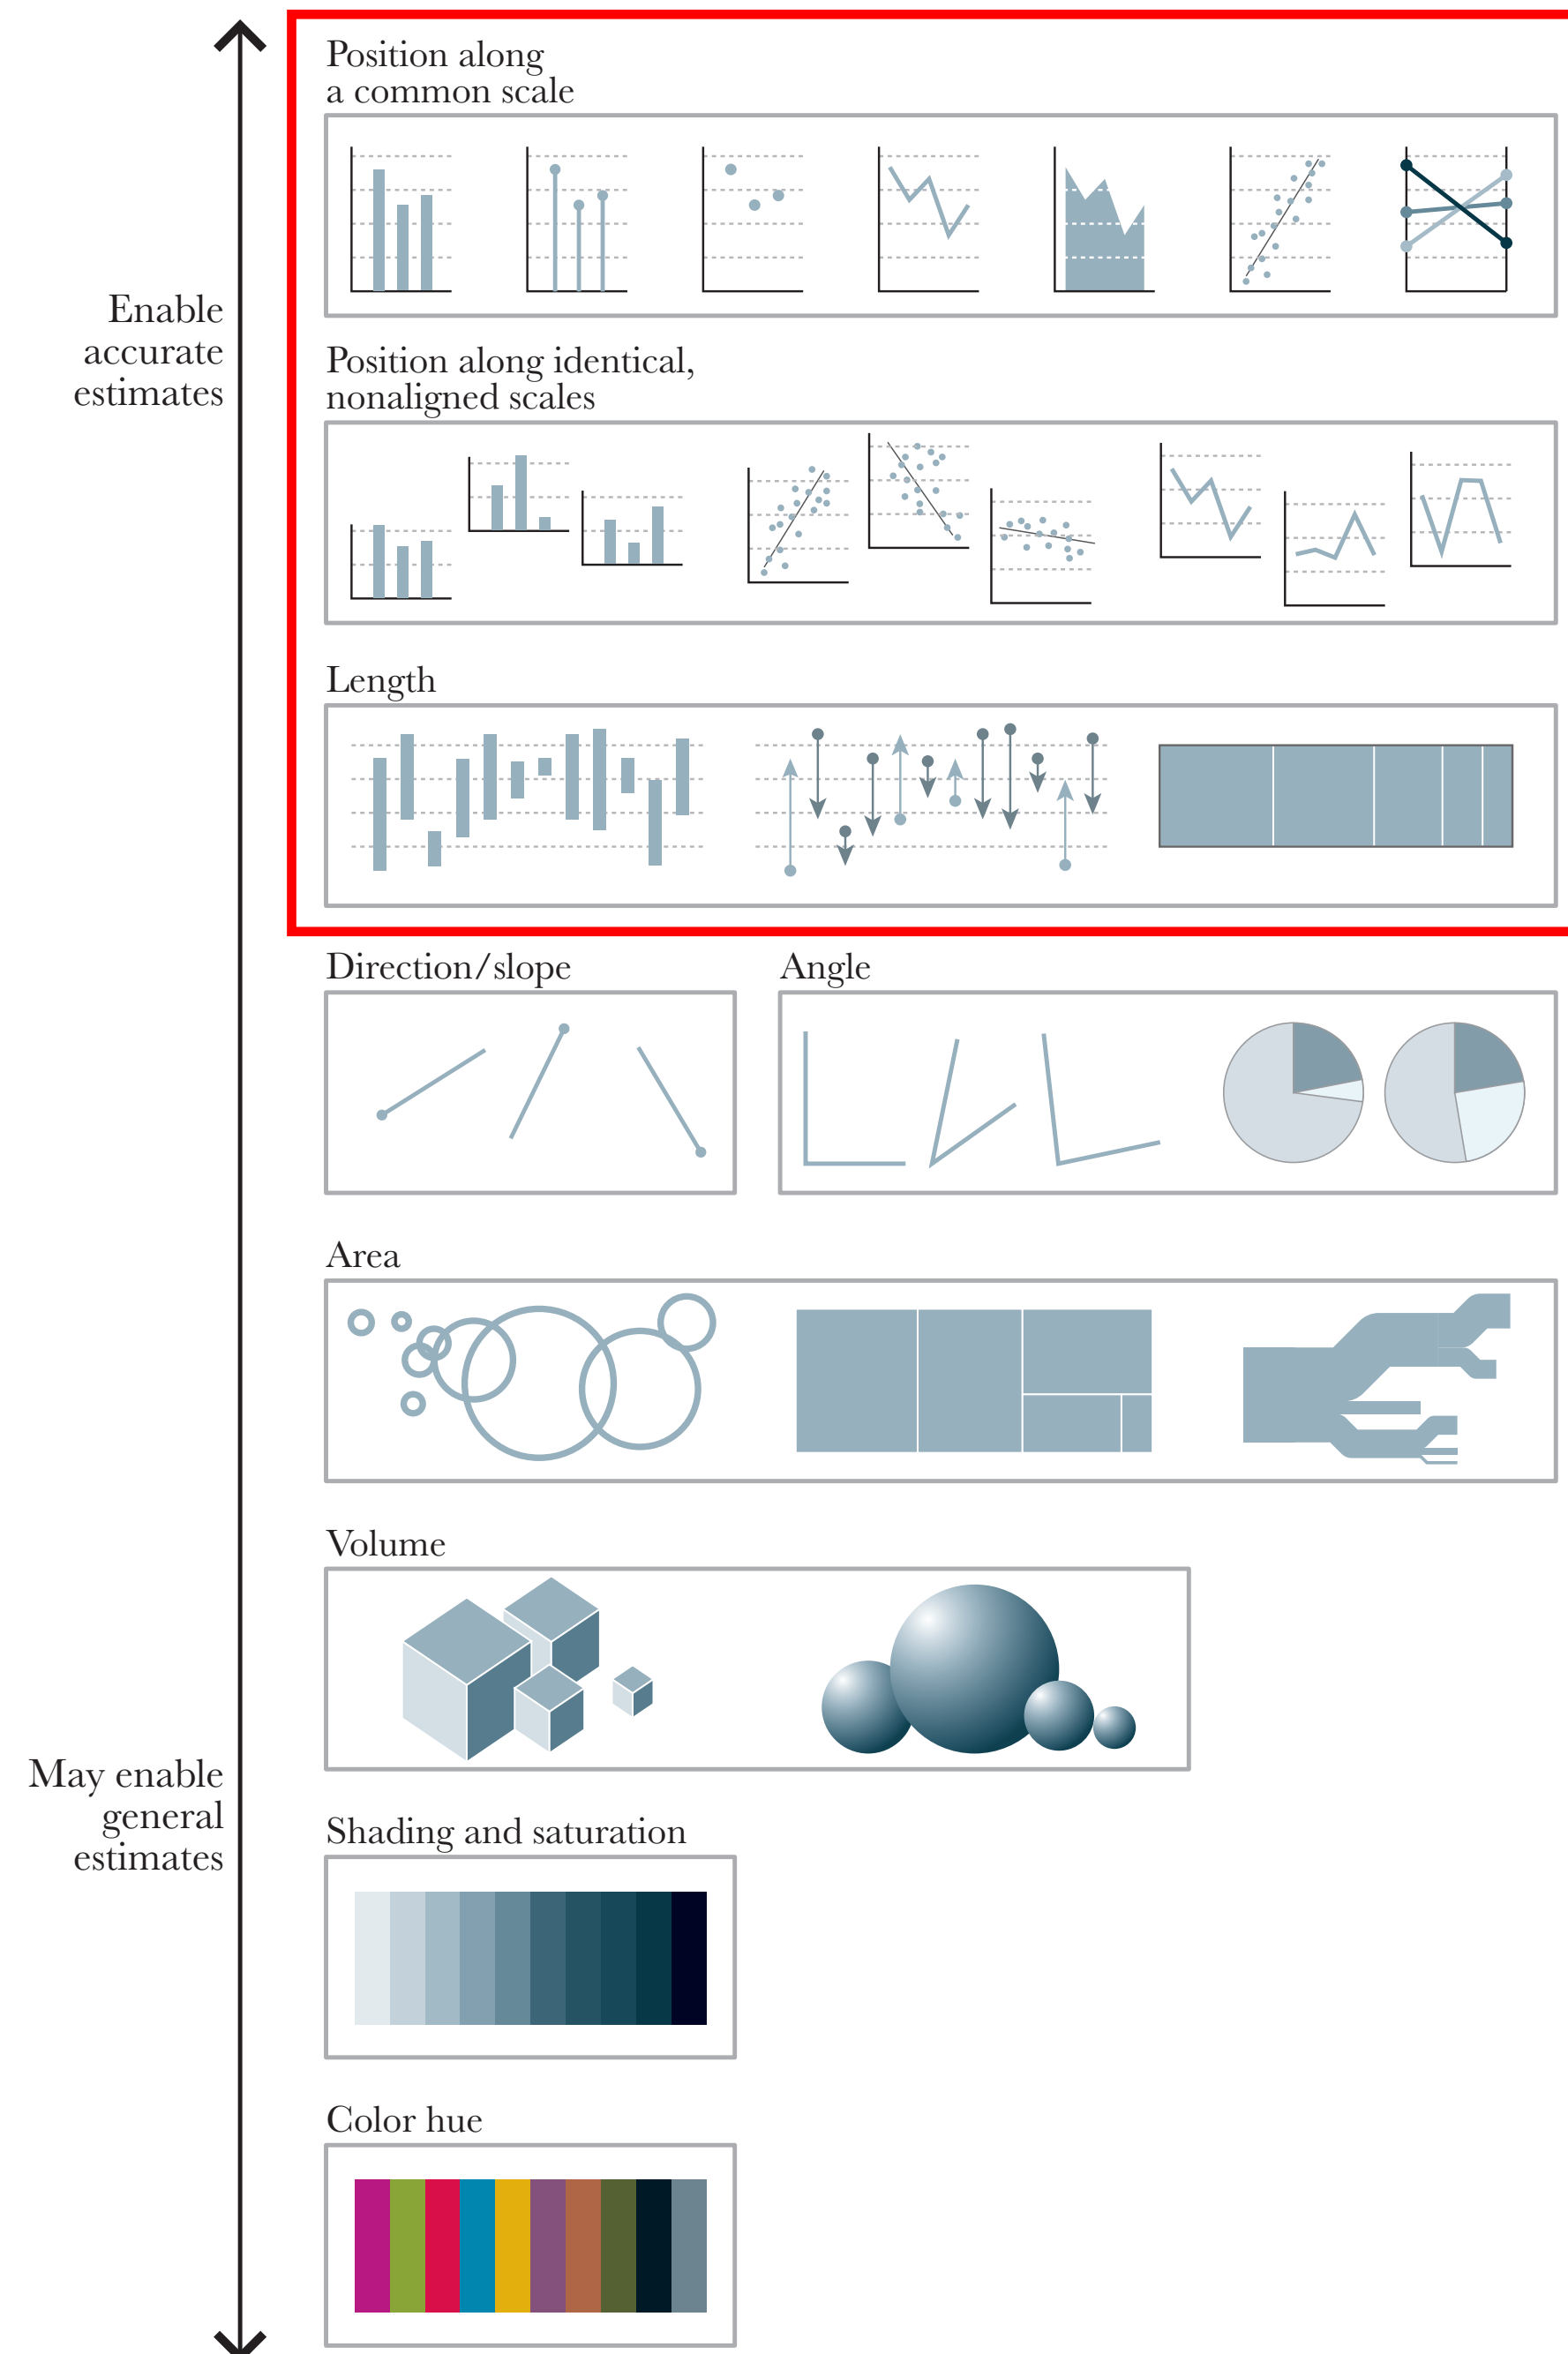 Position along
a common scale
Enable
accurate
estimates
Position along identical,
nonaligned scales
Length
Direction/slope
Angle
Area
Volume
May enable
general
estimates
Shading and saturation
Color hue